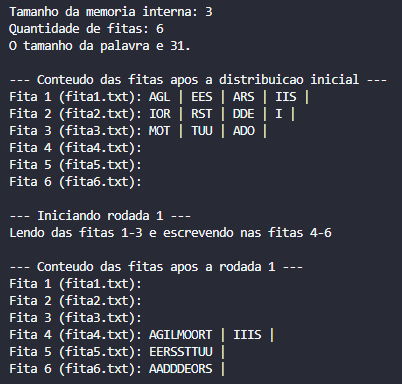 Tamanho da memoria interna: 3
Quantidade de fitas: 6
O tamanho da palavra e 31.
--- Conteudo das fitas apos a distribuicao inicial ---
Fita 1 (fita1.txt): AGL | EES | ARS | IIS |
Fita 2 (fita2.txt): IOR | RST | DDE | I |
Fita 3 (fita3.txt): MOT | TUU | ADO |
Fita 4 (fita4.txt):
Fita 5 (fita5.txt):
Fita 6 (fita6.txt):
--- Iniciando rodada 1 ---
Lendo das fitas 1-3 e escrevendo nas fitas 4-6
--- Conteudo das fitas apos a rodada 1 ---
Fita 1 (fita1.txt):
Fita 2 (fita2.txt):
Fita 3 (fita3.txt):
Fita 4 (fita4.txt): AGILMOORT | IIIS |
Fita 5 (fita5.txt): EERSSTTUU |
Fita 6 (fita6.txt): AADDDEORS |